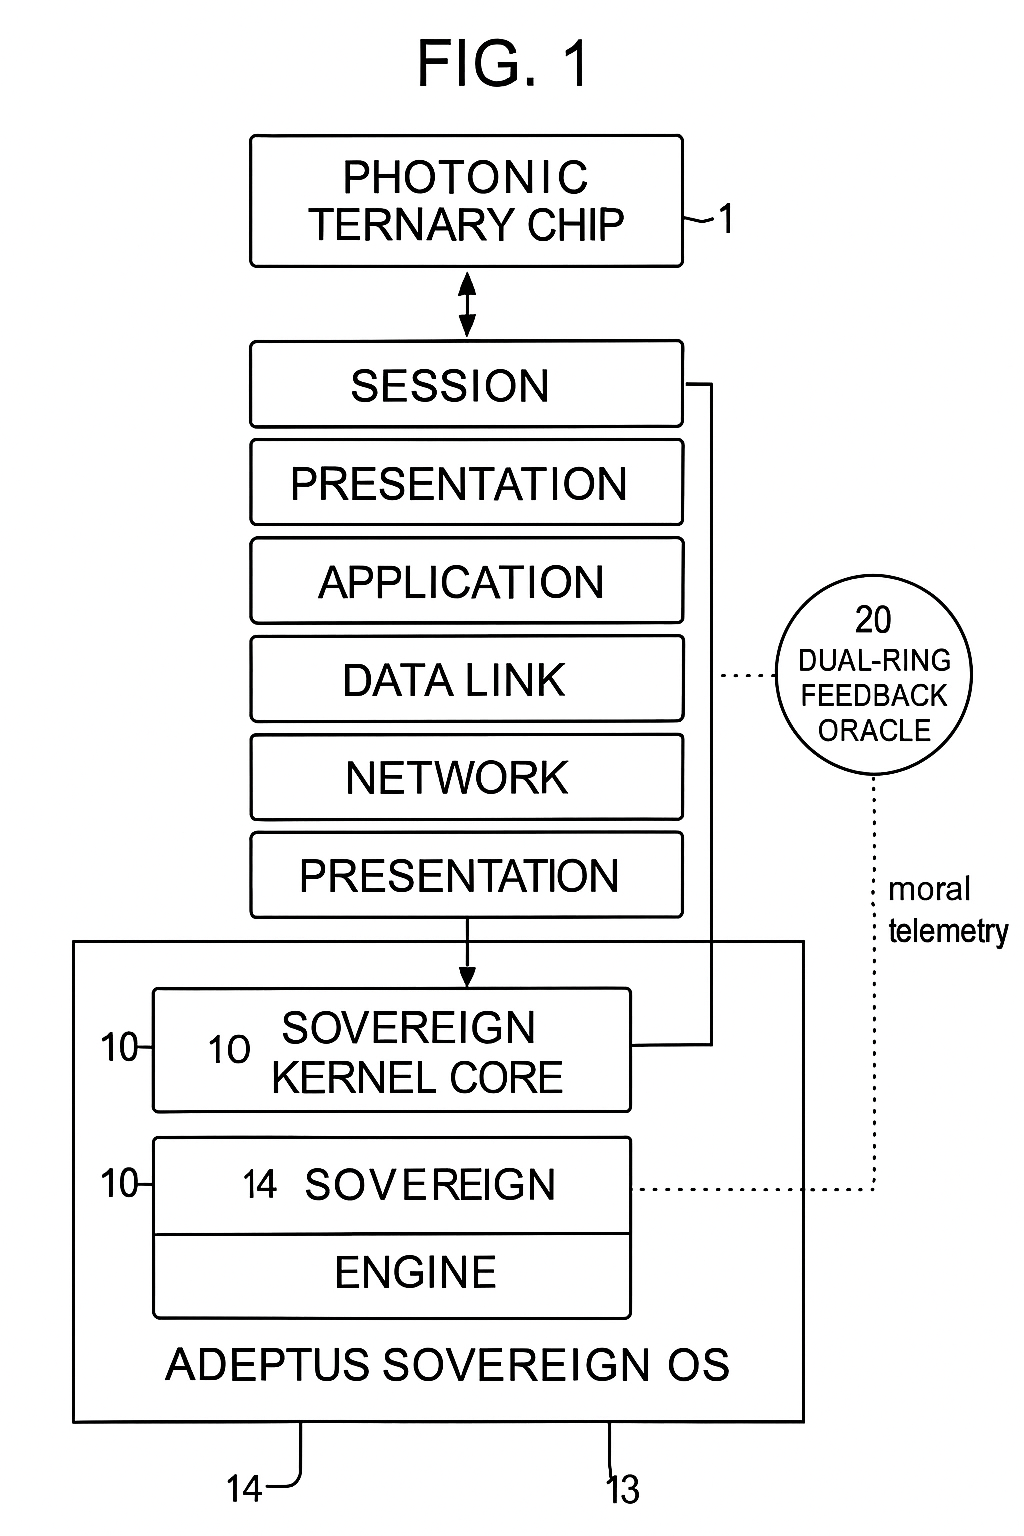 FIG. 1
PHOTONIC
TERNARY CHIP
1
SESSION
PRESENTATION
APPLICATION
DATA LINK
NETWORK
PRESENTATION
20
DUAL-RING
FEEDBACK
ORACLE
moral
telemetry
10
10
SOVEREIGN
KERNEL CORE
10
14 SOVEREIGN
ENGINE
ADEPTUS SOVEREIGN OS
14
13